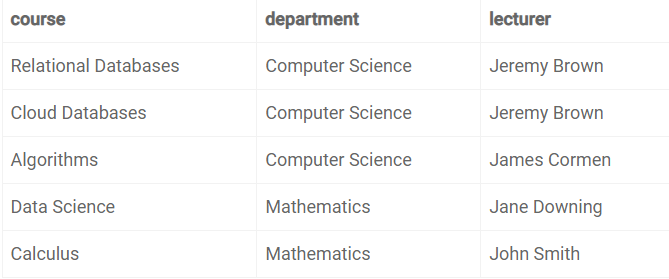 course department lecturer
Relational Databases Computer Science Jeremy Brown
Cloud Databases Computer Science Jeremy Brown
Algorithms Computer Science James Cormen
Data Science Mathematics Jane Downing
Calculus Mathematics John Smith